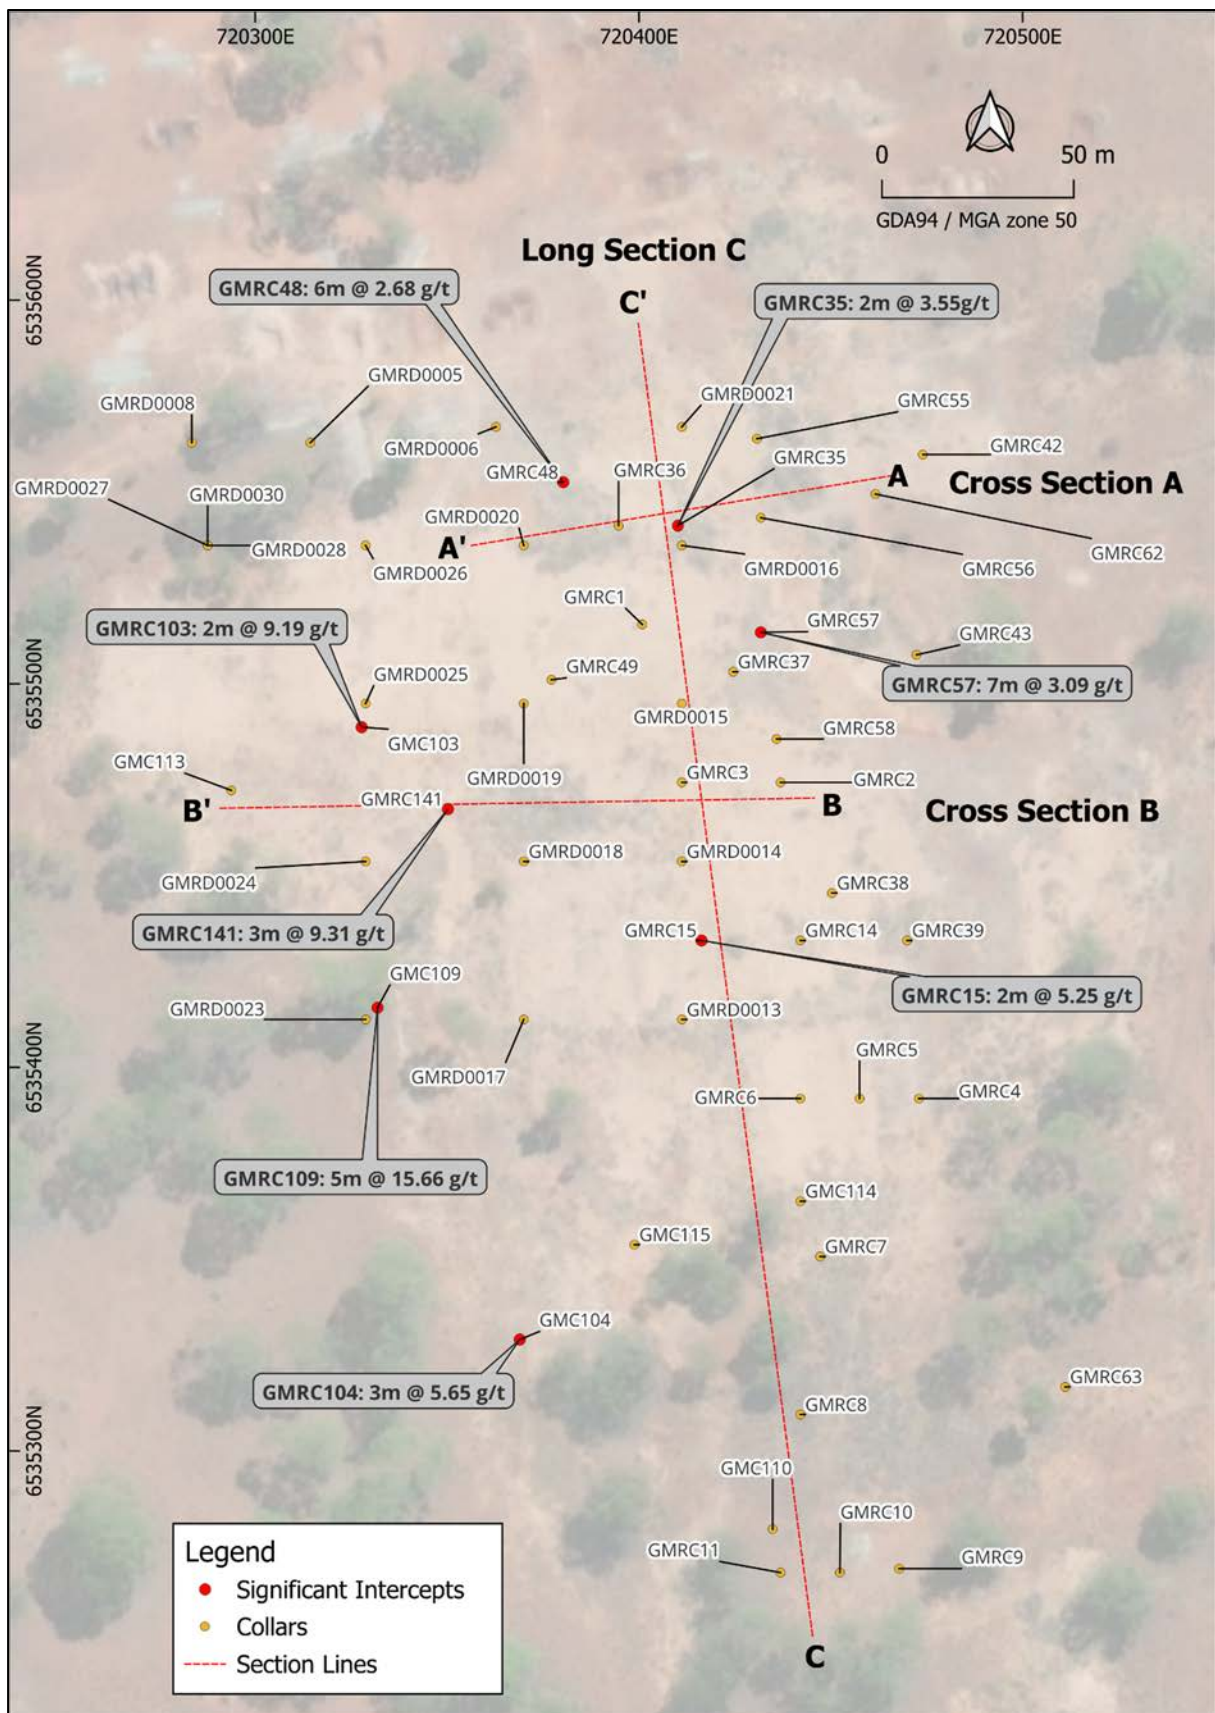 720300E
720400E
720500E
0 50 m
GDA94 / MGA zone 50
Long Section C
C'
GMRC48: 6m @ 2.68 g/t
GMRC35: 2m @ 3.55g/t
6535600N
GMRD0005
GMRD0008
GMRD0021
GMRC55
GMRD0006
GMRC42
GMRC48
GMRC36
GMRC35
A
Cross Section A
GMRD0027
GMRD0030
GMRD0020
A'
GMRD0028
GMRD0026
GMRD0016
GMRC56
GMRC62
GMRC1
GMRC103: 2m @ 9.19 g/t
GMRC57
GMRC43
GMRC49
GMRC37
GMRD0025
GMRC57: 7m @ 3.09 g/t
6535500N
GMRD0015
GMC103
GMRC58
GMC113
GMRD0019
GMRC3
GMRC2
GMRC141
B'
B
Cross Section B
GMRD0024
GMRD0018
GMRD0014
GMRC38
GMRC141: 3m @ 9.31 g/t
GMRC15
GMRC14
GMRC39
GMC109
GMRC15: 2m @ 5.25 g/t
GMRD0023
GMRD0013
6535400N
GMRD0017
GMRC5
GMRC6
GMRC4
GMRC109: 5m @ 15.66 g/t
GMC114
GMC115
GMRC7
GMC104
GMRC104: 3m @ 5.65 g/t
GMRC63
GMRC8
6535300N
GMC110
GMRC10
GMRC11
GMRC9
C
Legend
Significant Intercepts
Collars
Section Lines